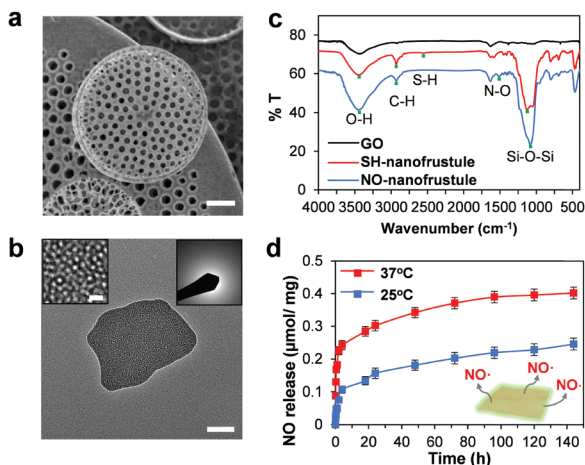 a
b
c
% T
0
20
40
60
80
O-H
C-H
S-H
N-O
Si-O-Si
GO
SH-nanofrustule
NO-nanofrustule
4000 3500 3000 2500 2000 1500 1000 500
Wavenumber (cm-1)
d
NO release (μmol/ mg)
0.5
0.4
0.3
0.2
0.1
0
37ºC
25ºC
NO·
NO·
NO·
0 20 40 60 80 100 120 140
Time (h)